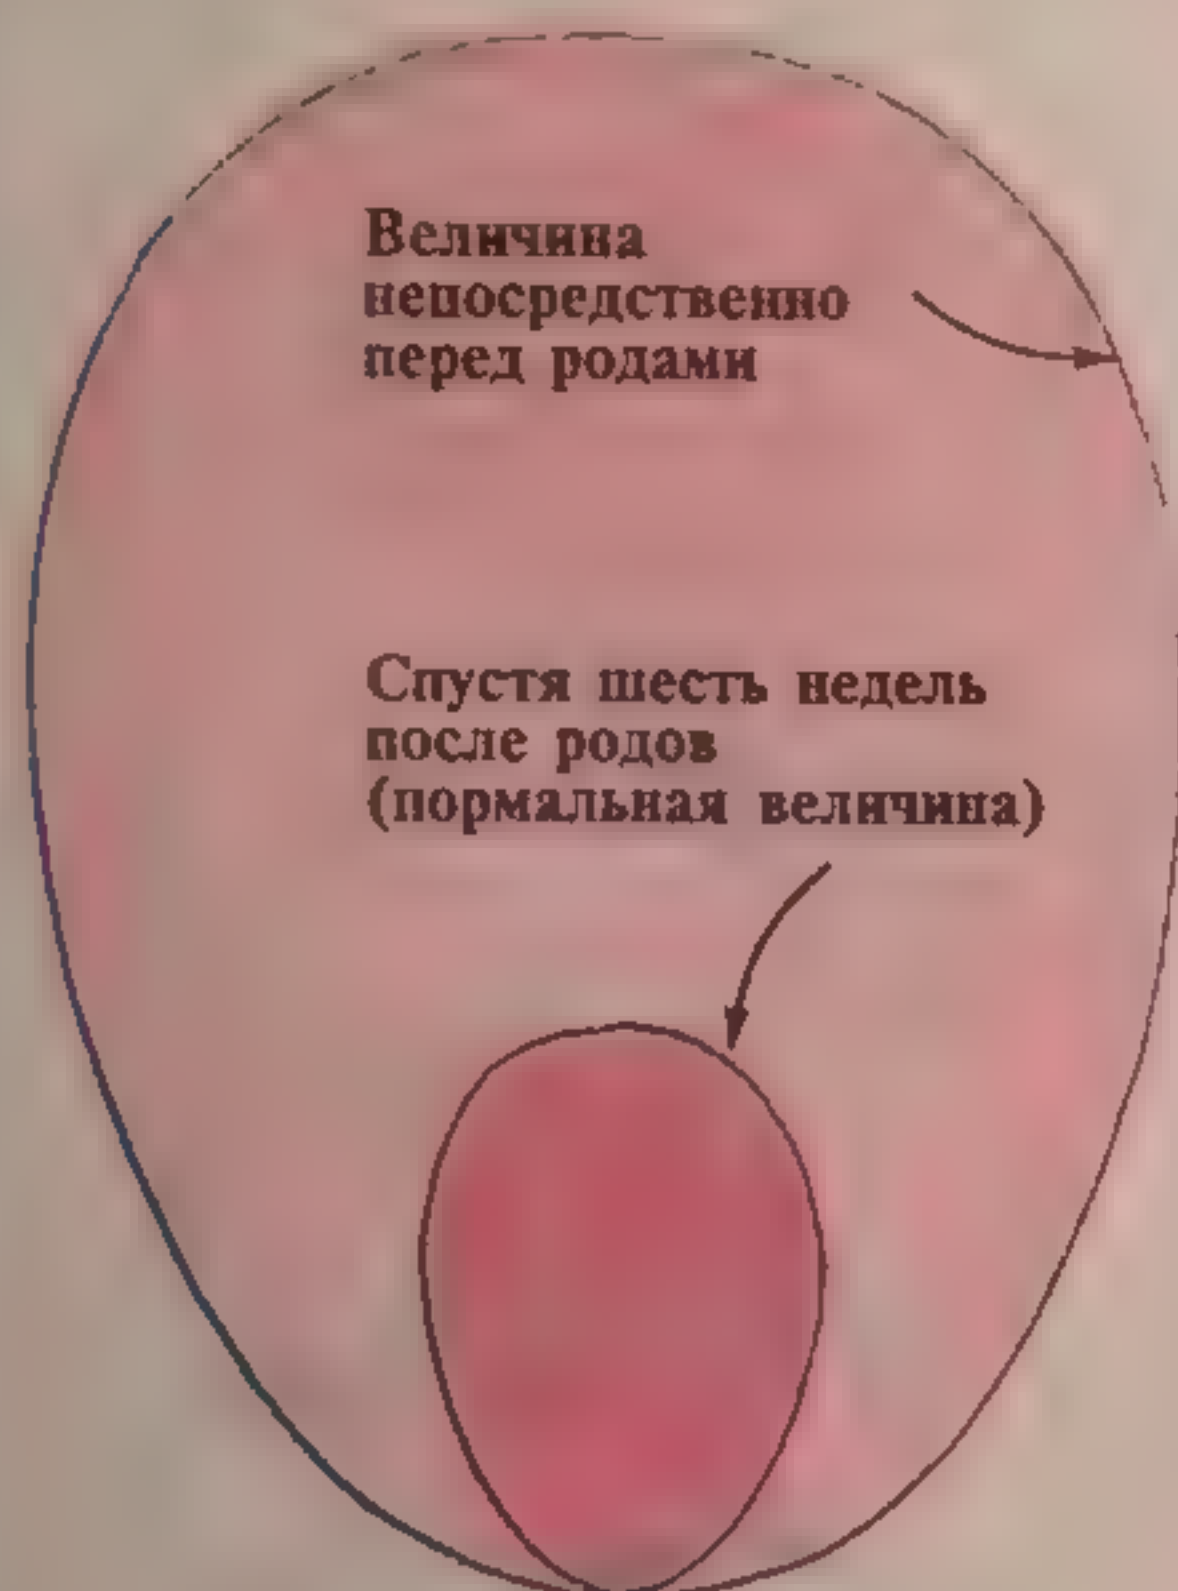 Величина
непосредственно
перед родами
Спустя шесть недель
после родов
(нормальная величина)